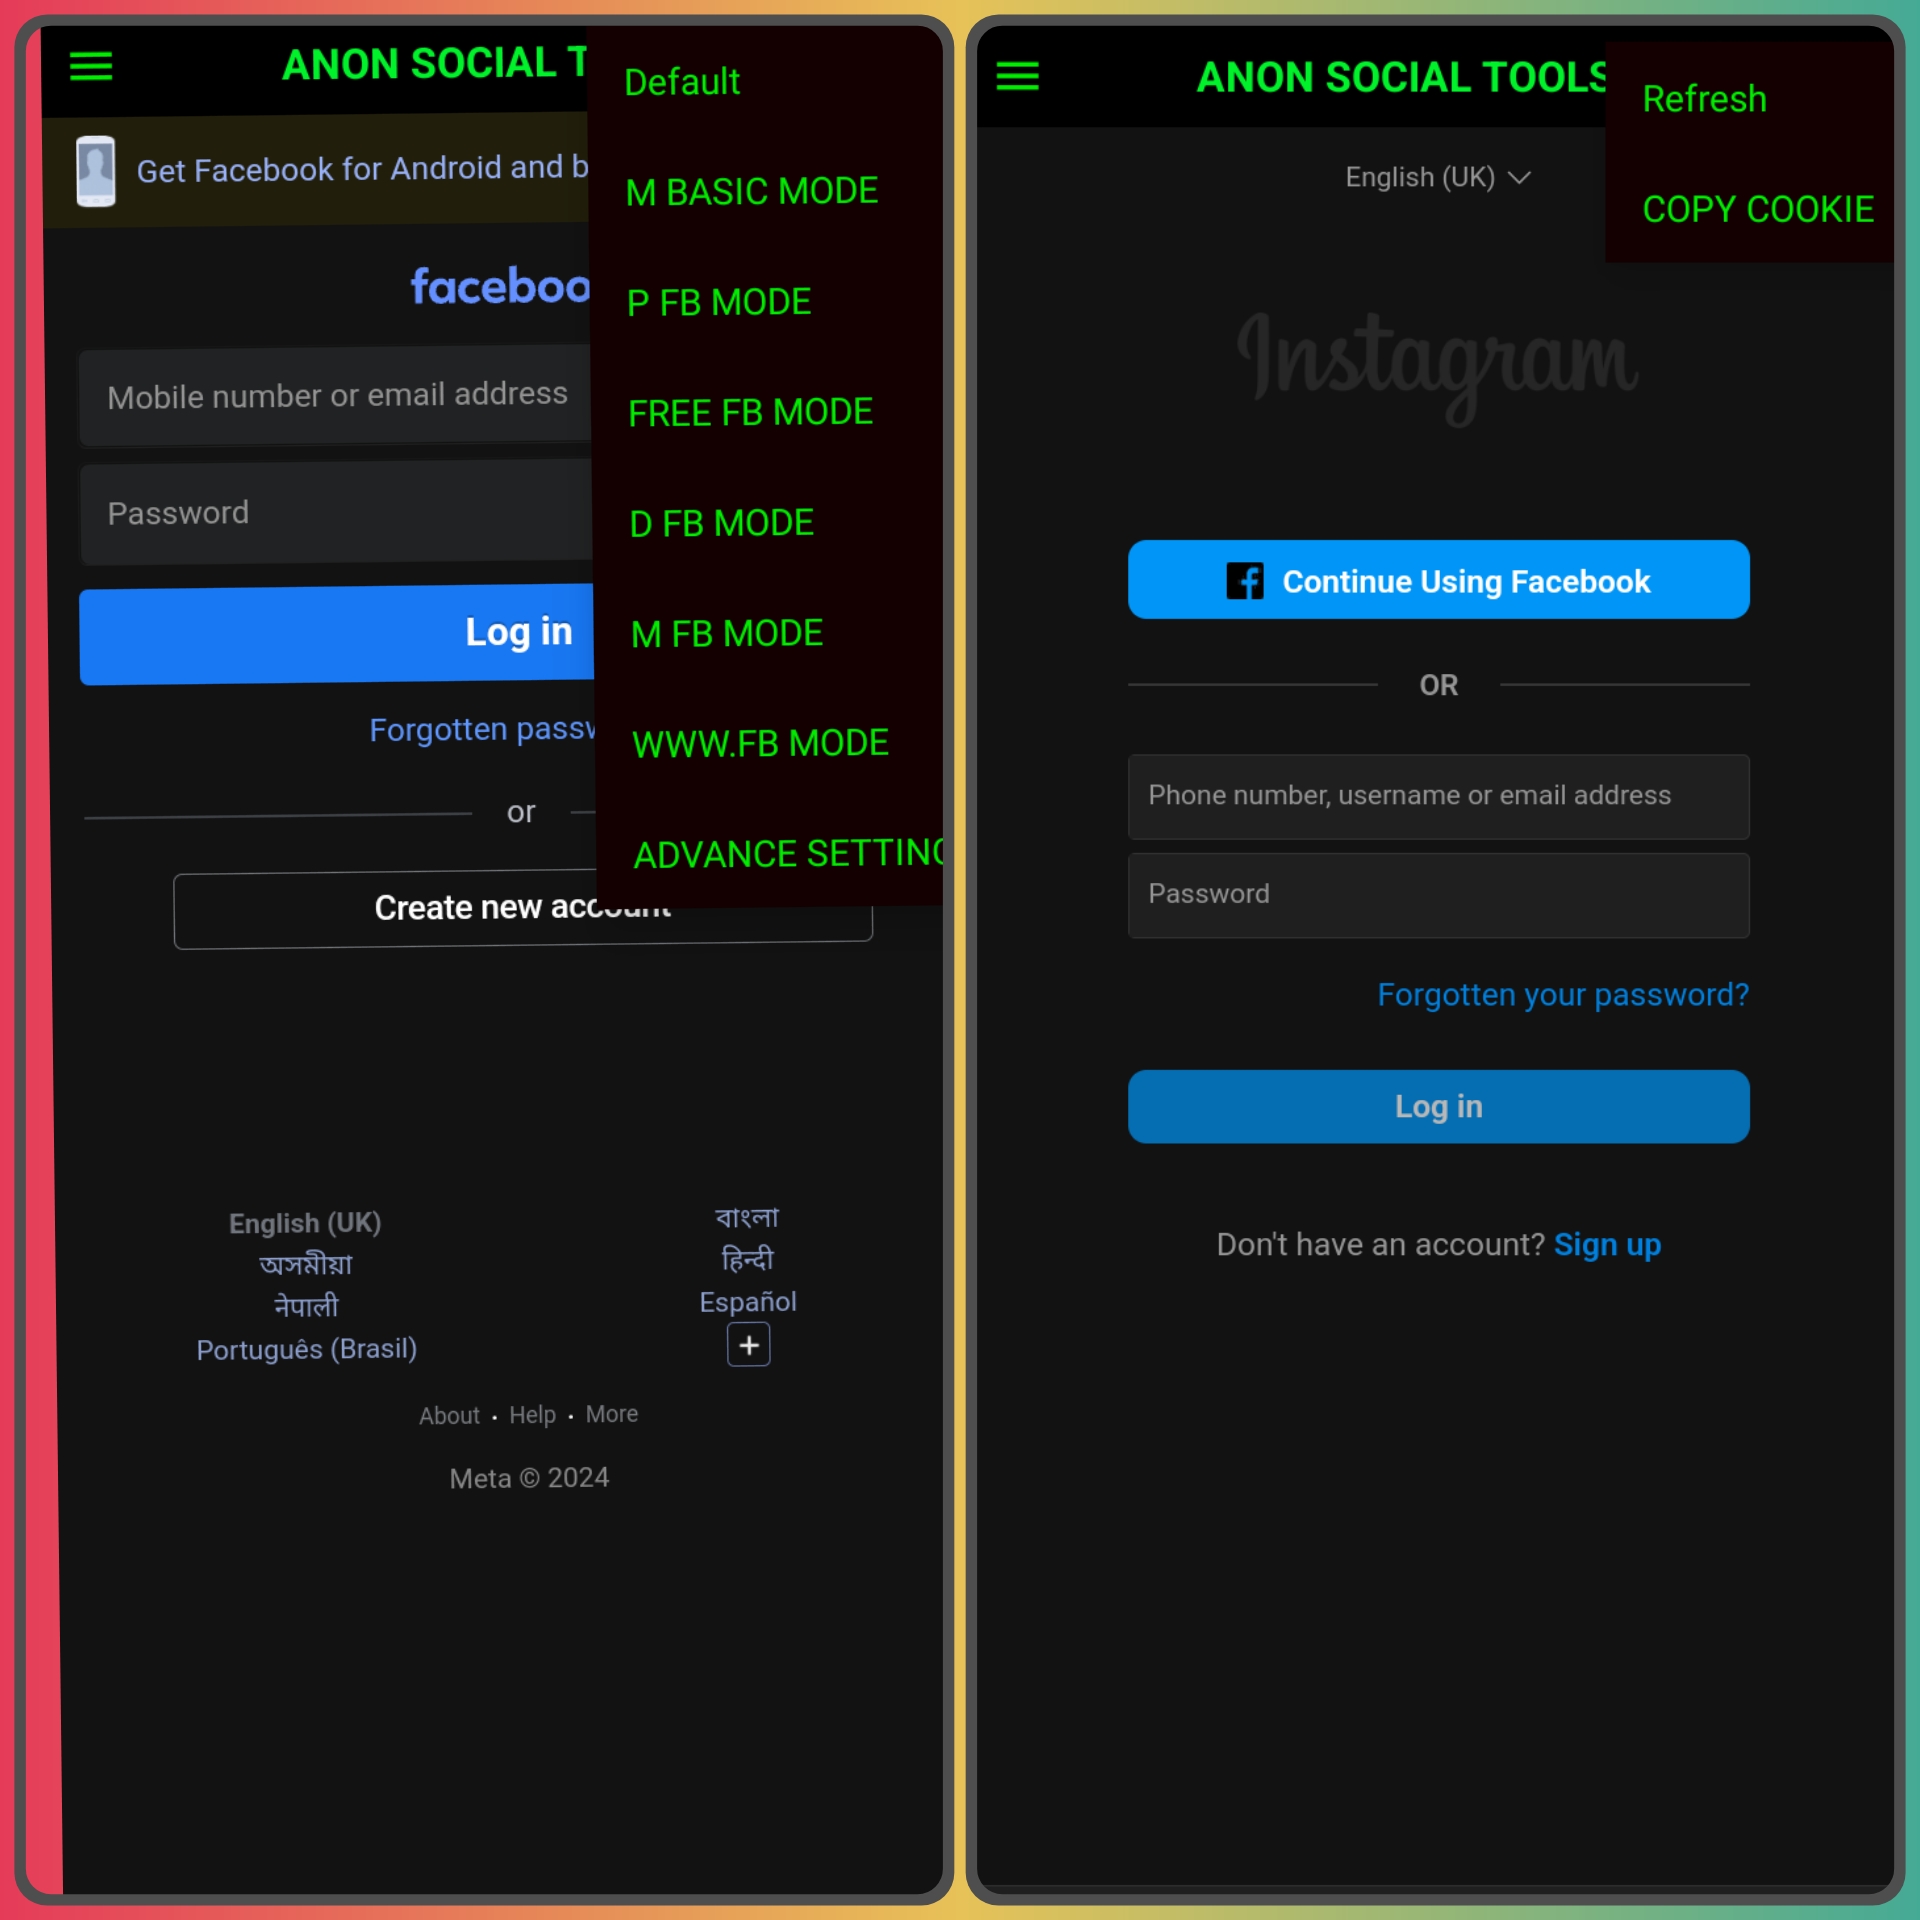 ANON SOCIAL T
Default
Get Facebook for Android and b
M BASIC MODE
faceboo
P FB MODE
Mobile number or email address
FREE FB MODE
Password
D FB MODE
Log in
M FB MODE
Forgotten passw
WWW.FB MODE
or
ADVANCE SETTING
Create new account
English (UK)
বাংলা
অসমীয়া
हिन्दी
नेपाली
Español
Português (Brasil)
+
About · Help · More
Meta © 2024
ANON SOCIAL TOOLS
Refresh
English (UK)
COPY COOKIE
Instagram
f Continue Using Facebook
OR
Phone number, username or email address
Password
Forgotten your password?
Log in
Don't have an account? Sign up